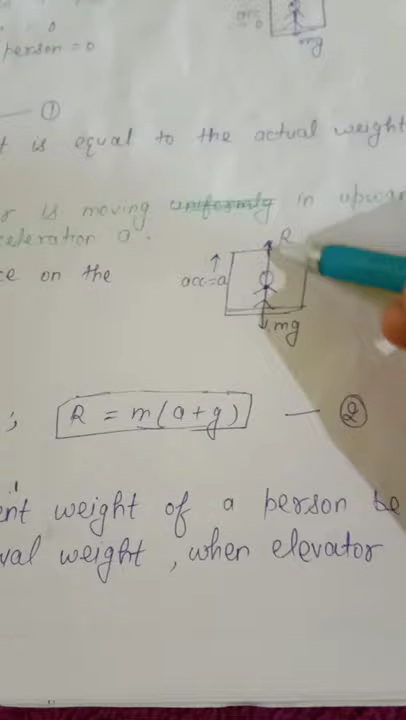 mg
person = 0
— ①
t is equal to the actual weight
r is moving uniformly in upwar
celeration a.
R
ce on the
acc=a
mg
; R = m(a+g) — ②
ent weight of a person be
ual weight, when elevator